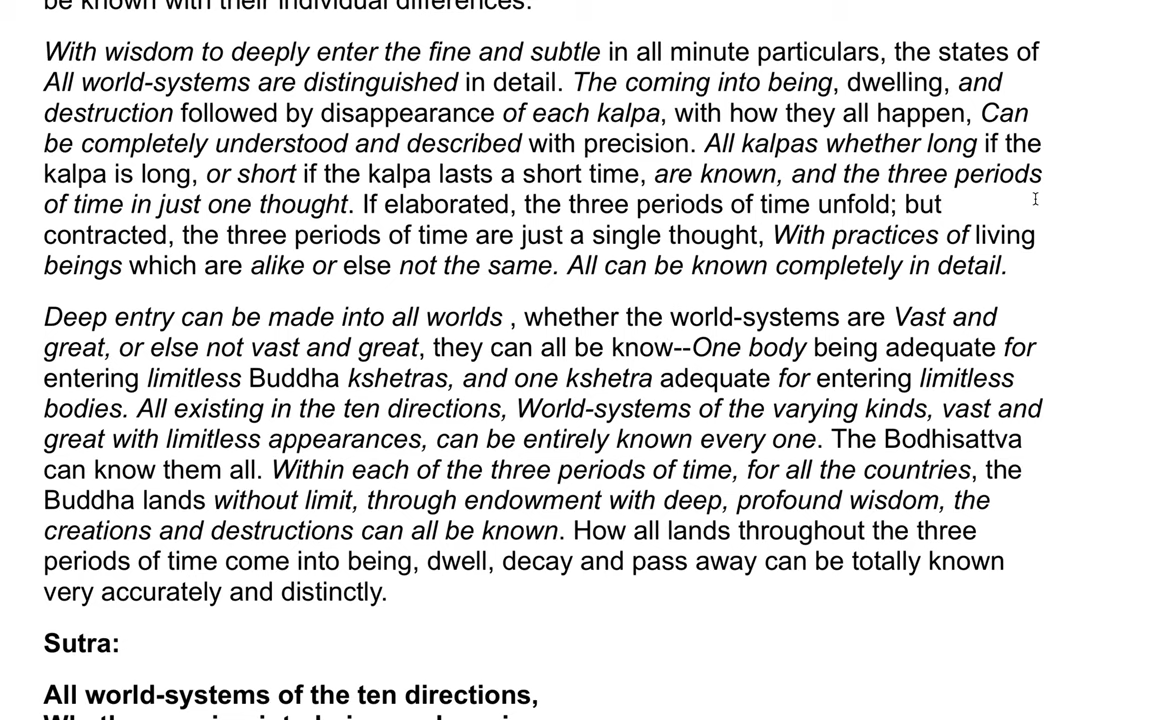 be known with their individual differences.
With wisdom to deeply enter the fine and subtle in all minute particulars, the states of
All world-systems are distinguished in detail. The coming into being, dwelling, and
destruction followed by disappearance of each kalpa, with how they all happen, Can
be completely understood and described with precision. All kalpas whether long if the
kalpa is long, or short if the kalpa lasts a short time, are known, and the three periods
of time in just one thought. If elaborated, the three periods of time unfold; but
contracted, the three periods of time are just a single thought, With practices of living
beings which are alike or else not the same. All can be known completely in detail.
Deep entry can be made into all worlds , whether the world-systems are Vast and
great, or else not vast and great, they can all be know--One body being adequate for
entering limitless Buddha kshetras, and one kshetra adequate for entering limitless
bodies. All existing in the ten directions, World-systems of the varying kinds, vast and
great with limitless appearances, can be entirely known every one. The Bodhisattva
can know them all. Within each of the three periods of time, for all the countries, the
Buddha lands without limit, through endowment with deep, profound wisdom, the
creations and destructions can all be known. How all lands throughout the three
periods of time come into being, dwell, decay and pass away can be totally known
very accurately and distinctly.
Sutra:
All world-systems of the ten directions,